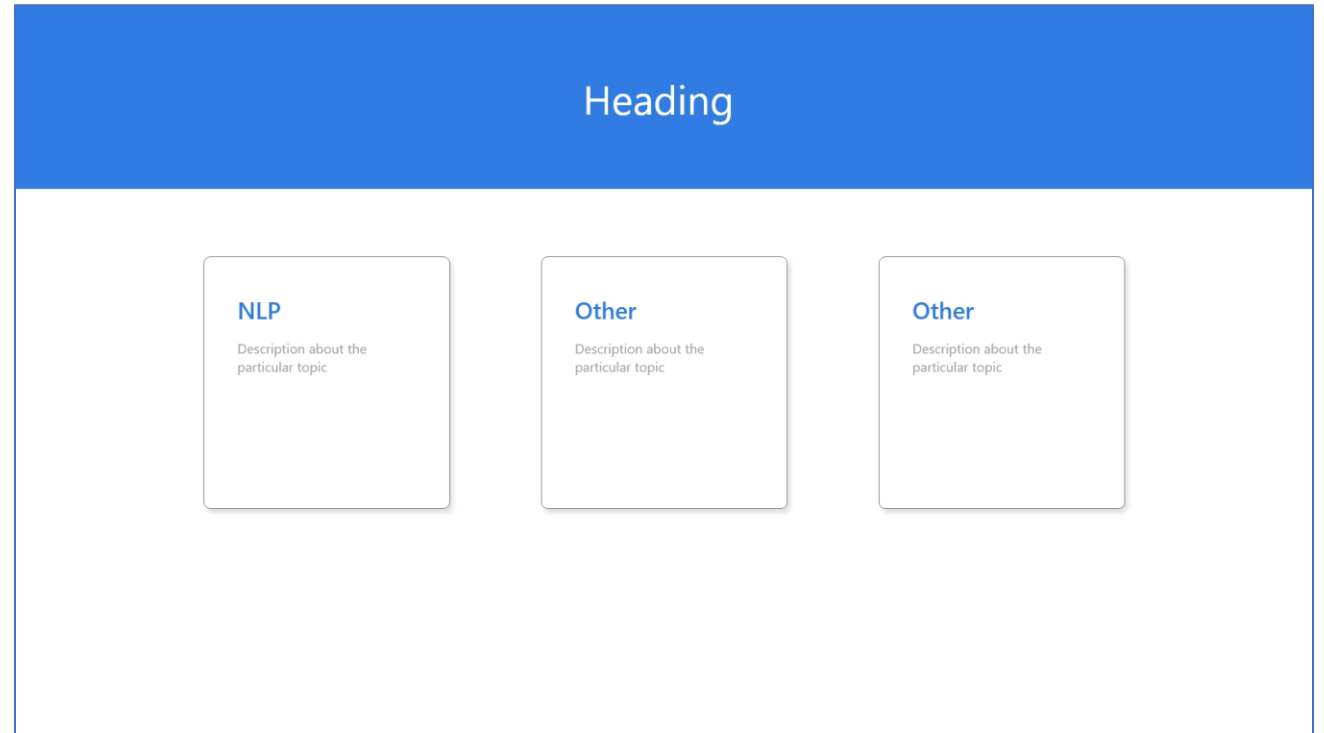 Heading
NLP
Description about the
particular topic
Other
Description about the
particular topic
Other
Description about the
particular topic